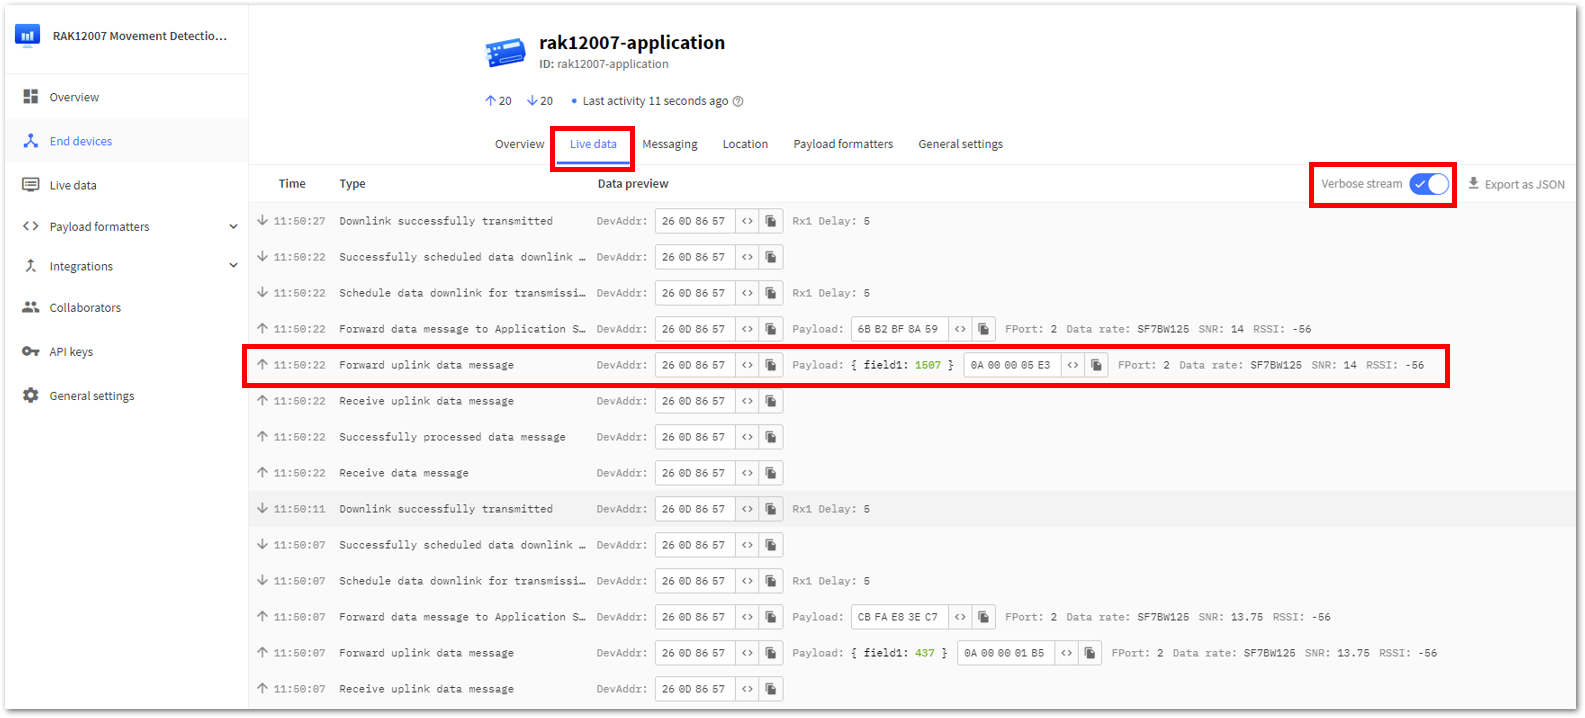 RAK12007 Movement Detectio...
Overview
End devices
Live data
Payload formatters
Integrations
Collaborators
API keys
General settings
rak12007-application
ID: rak12007-application
20 20 • Last activity 11 seconds ago
Overview Live data Messaging Location Payload formatters General settings
Time Type Data preview Verbose stream Export as JSON
11:50:27 Downlink successfully transmitted DevAddr: 26 0D 86 57 <> Rx1 Delay: 5
11:50:22 Successfully scheduled data downlink … DevAddr: 26 0D 86 57 <>
11:50:22 Schedule data downlink for transmissi… DevAddr: 26 0D 86 57 <> Rx1 Delay: 5
11:50:22 Forward data message to Application S… DevAddr: 26 0D 86 57 <> Payload: 6B B2 BF 8A 59 <> FPort: 2 Data rate: SF7BW125 SNR: 14 RSSI: -56
11:50:22 Forward uplink data message DevAddr: 26 0D 86 57 <> Payload: { field1: 1507 } 0A 00 00 05 E3 <> FPort: 2 Data rate: SF7BW125 SNR: 14 RSSI: -56
11:50:22 Receive uplink data message DevAddr: 26 0D 86 57 <>
11:50:22 Successfully processed data message DevAddr: 26 0D 86 57 <>
11:50:22 Receive data message DevAddr: 26 0D 86 57 <>
11:50:11 Downlink successfully transmitted DevAddr: 26 0D 86 57 <> Rx1 Delay: 5
11:50:07 Successfully scheduled data downlink … DevAddr: 26 0D 86 57 <>
11:50:07 Schedule data downlink for transmissi… DevAddr: 26 0D 86 57 <> Rx1 Delay: 5
11:50:07 Forward data message to Application S… DevAddr: 26 0D 86 57 <> Payload: CB FA E8 3E C7 <> FPort: 2 Data rate: SF7BW125 SNR: 13.75 RSSI: -56
11:50:07 Forward uplink data message DevAddr: 26 0D 86 57 <> Payload: { field1: 437 } 0A 00 00 01 B5 <> FPort: 2 Data rate: SF7BW125 SNR: 13.75 RSSI: -56
11:50:07 Receive uplink data message DevAddr: 26 0D 86 57 <>